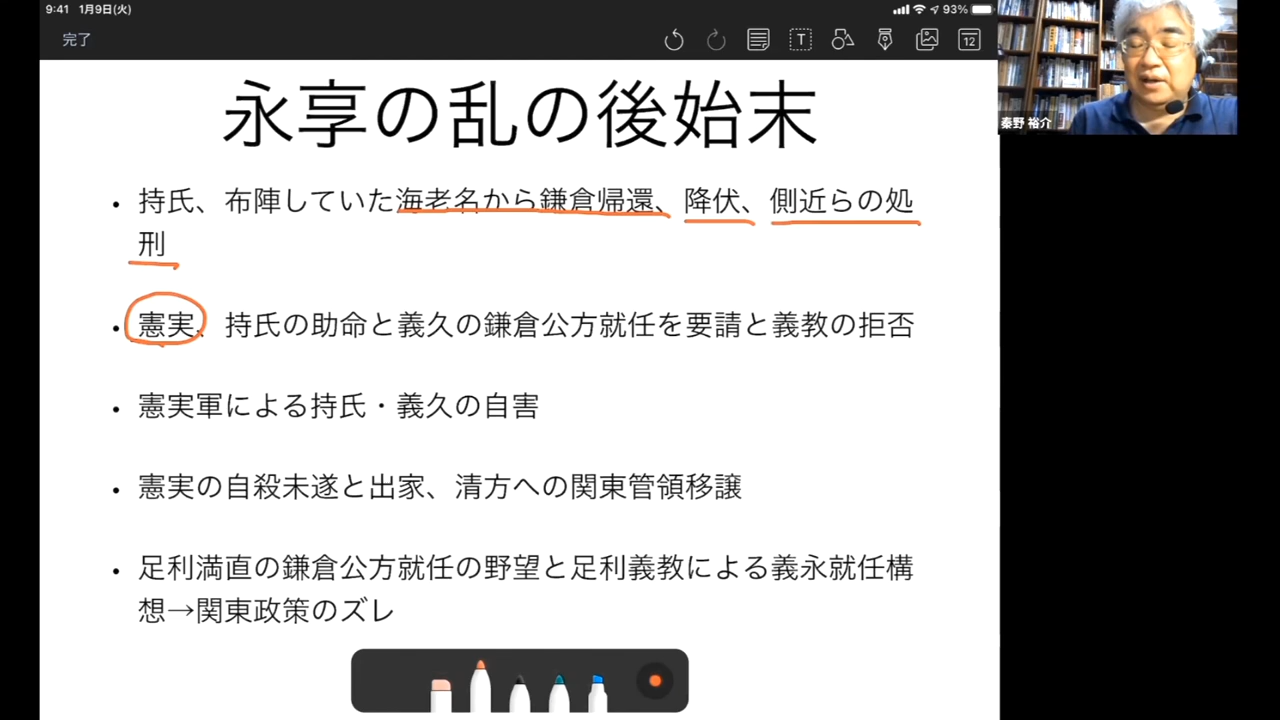 9:41 1月9日(火)
93%
完了
T
12
秦野 裕介
永享の乱の後始末
• 持氏、布陣していた海老名から鎌倉帰還、降伏、側近らの処
刑
• 憲実、持氏の助命と義久の鎌倉公方就任を要請と義教の拒否
• 憲実軍による持氏・義久の自害
• 憲実の自殺未遂と出家、清方への関東管領移譲
• 足利満直の鎌倉公方就任の野望と足利義教による義永就任構
想→関東政策のズレ